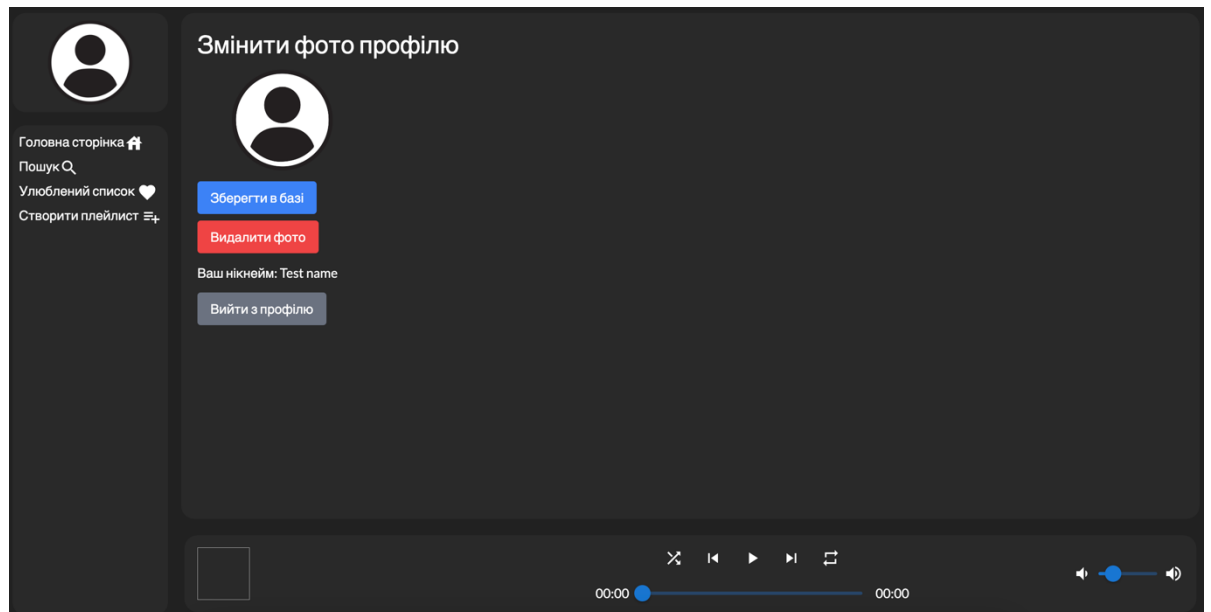 Головна сторінка
Пошук
Улюблений список
Створити плейлист
Змінити фото профілю
Зберегти в базі
Видалити фото
Ваш нікнейм: Test name
Вийти з профілю
00:00 00:00